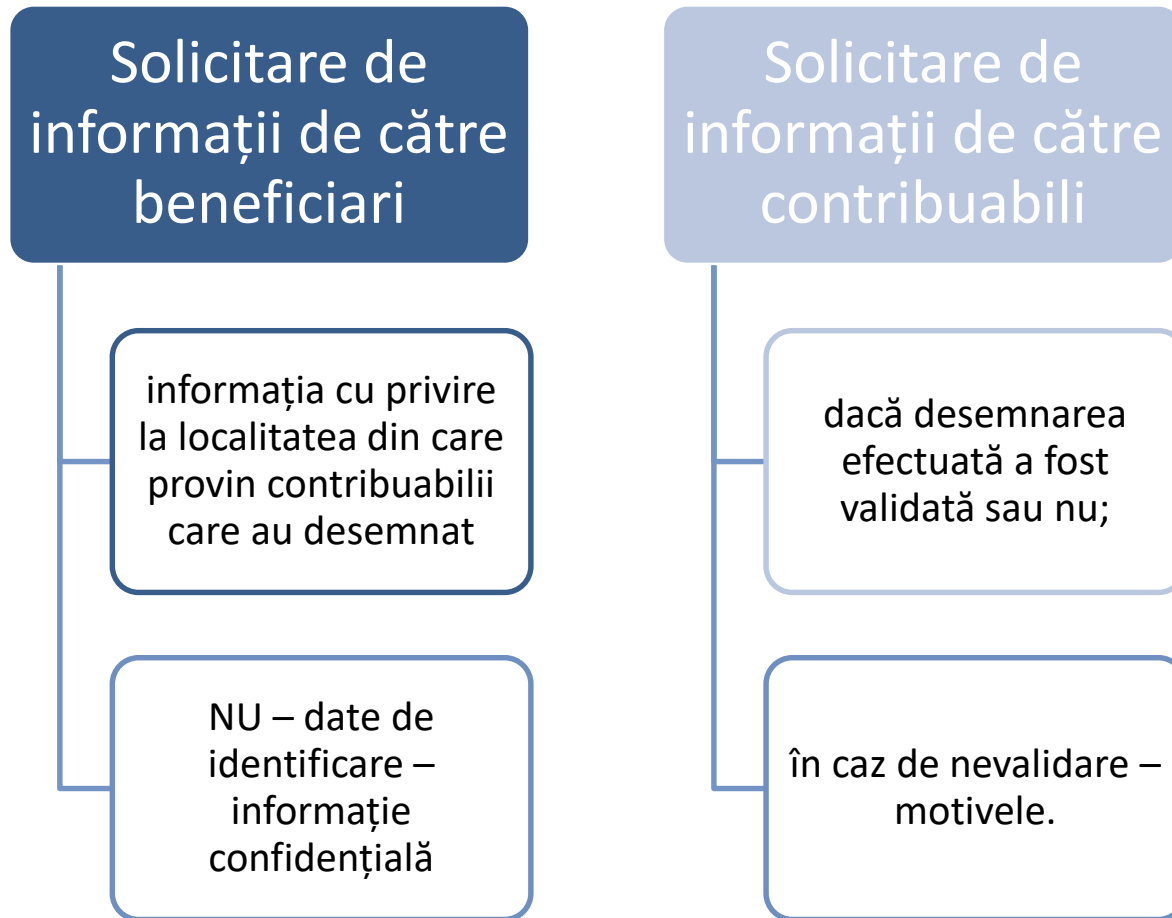 Solicitare de
informații de către
beneficiari
informația cu privire
la localitatea din care
provin contribuabilii
care au desemnat
NU – date de
identificare –
informație
confidențială
Solicitare de
informații de către
contribuabili
dacă desemnarea
efectuată a fost
validată sau nu;
în caz de nevalidare –
motivele.